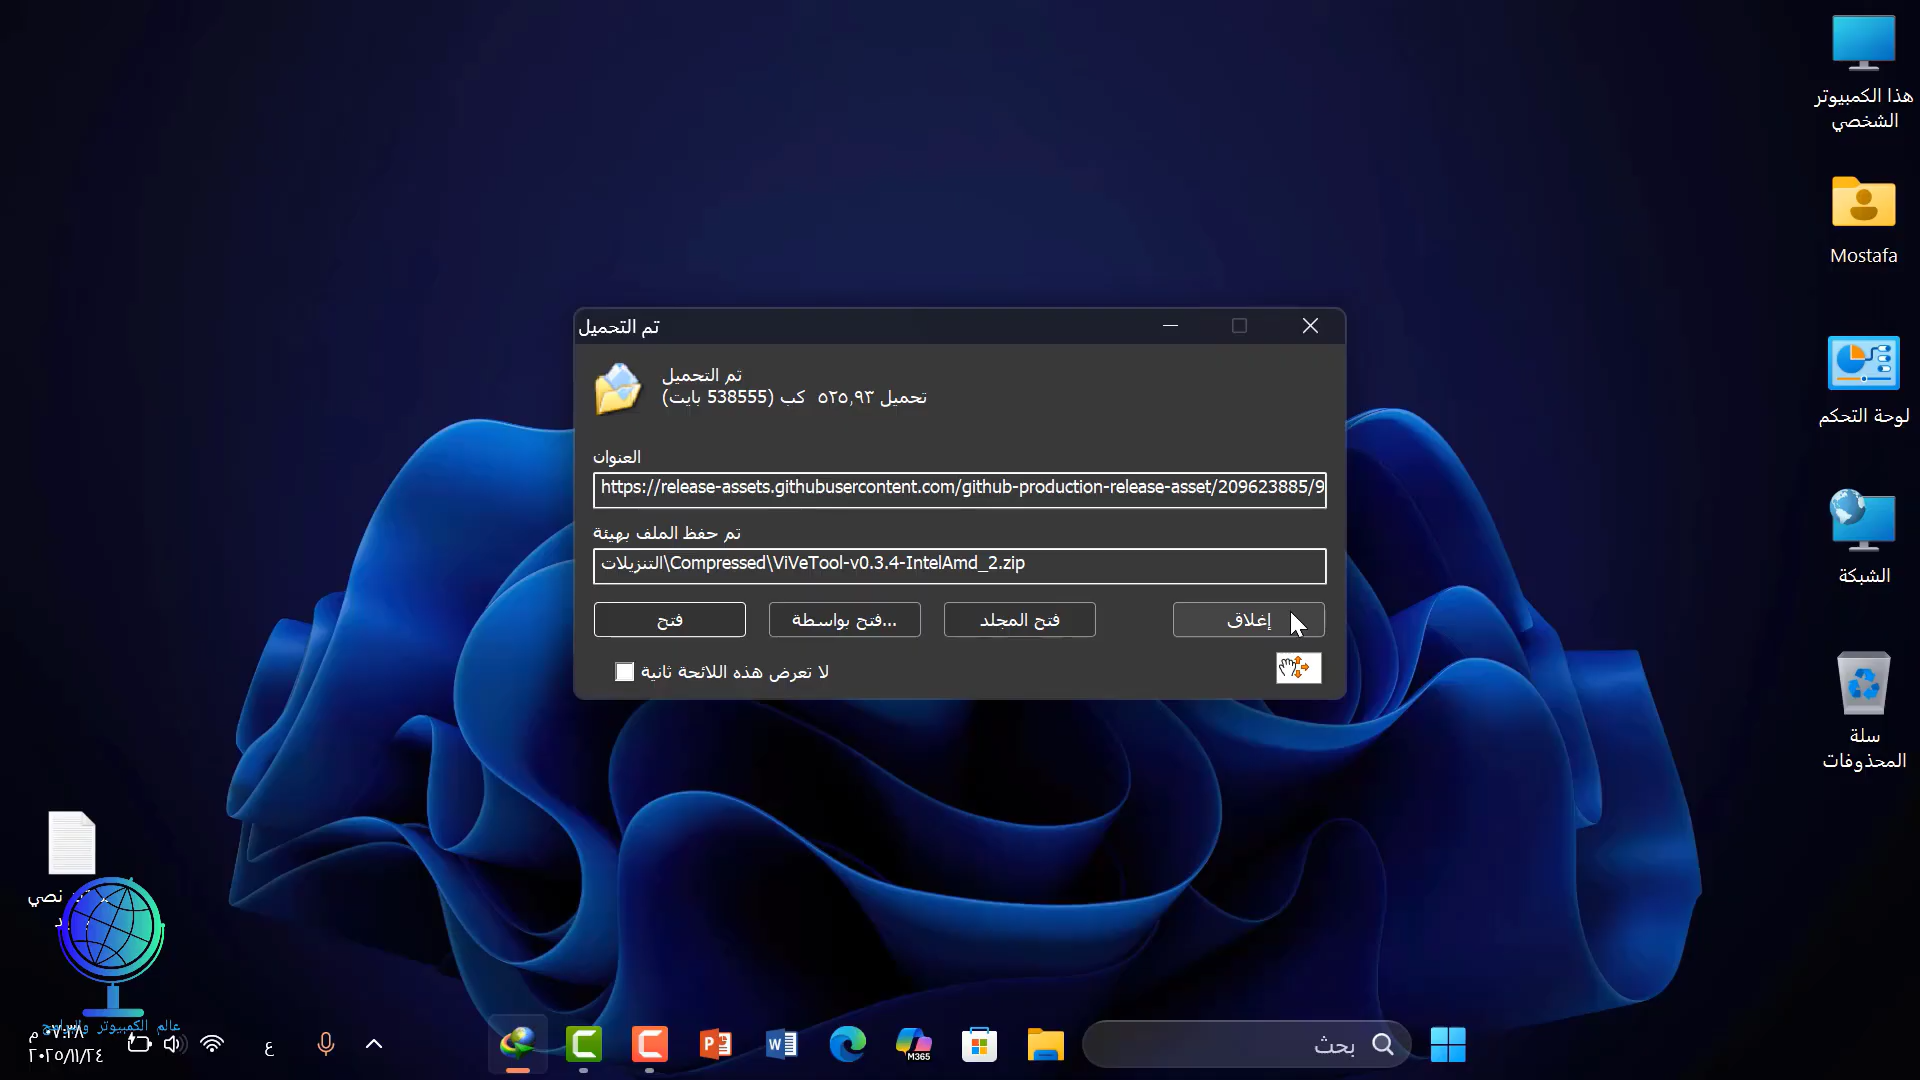 هذا الكمبيوتر
الشخصي
Mostafa
لوحة التحكم
الشبكة
سلة
المحذوفات
تم التحميل
تم التحميل
تحميل ٥٢٥,٩٣ كب (538555 بايت)
العنوان
https://release-assets.githubusercontent.com/github-production-release-asset/209623885/9
تم حفظ الملف بهيئة
التنزيلات\Compressed\ViVeTool-v0.3.4-IntelAmd_2.zip
فتح
فتح بواسطة...
فتح المجلد
إغلاق
لا تعرض هذه اللائحة ثانية
نصي
عالم الكمبيوتر والبرامج
بحث
M365
ع
٠٧:٣٨ م
٢٠٢٥/١١/٢٤